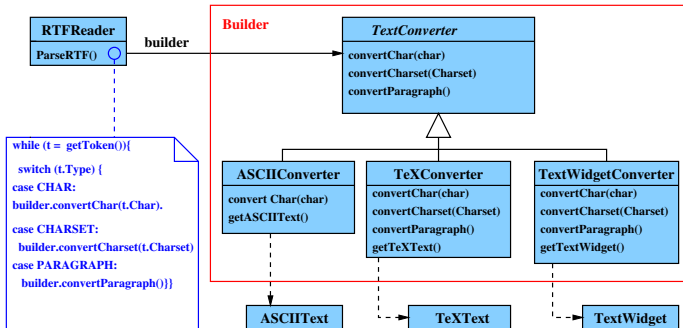 RTFReader
ParseRTF()
builder
Builder
TextConverter
convertChar(char)
convertCharset(Charset)
convertParagraph()
while (t = getToken()){
switch (t.Type) {
case CHAR:
builder.convertChar(t.Char).
case CHARSET:
builder.convertCharset(t.Charset)
case PARAGRAPH:
builder.convertParagraph()}}
ASCIIConverter
convert Char(char)
getASCIIText()
TeXConverter
convertChar(char)
convertCharset(Charset)
convertParagraph()
getTeXText()
TextWidgetConverter
convertChar(char)
convertCharset(Charset)
convertParagraph()
getTextWidget()
ASCIIText
TeXText
TextWidget